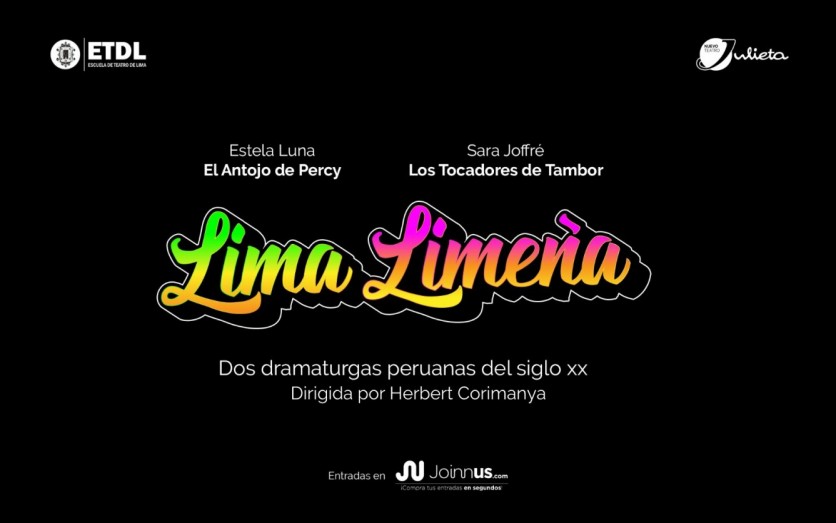 ETDL
ESCUELA DE TEATRO DE LIMA
NUEVO
TEATRO
Julieta
Estela Luna
El Antojo de Percy
Sara Joffré
Los Tocadores de Tambor
Lima Limeña
Dos dramaturgas peruanas del siglo xx
Dirigida por Herbert Corimanya
Entradas en
Joinnus.com
¡Compra tus entradas en segundos!